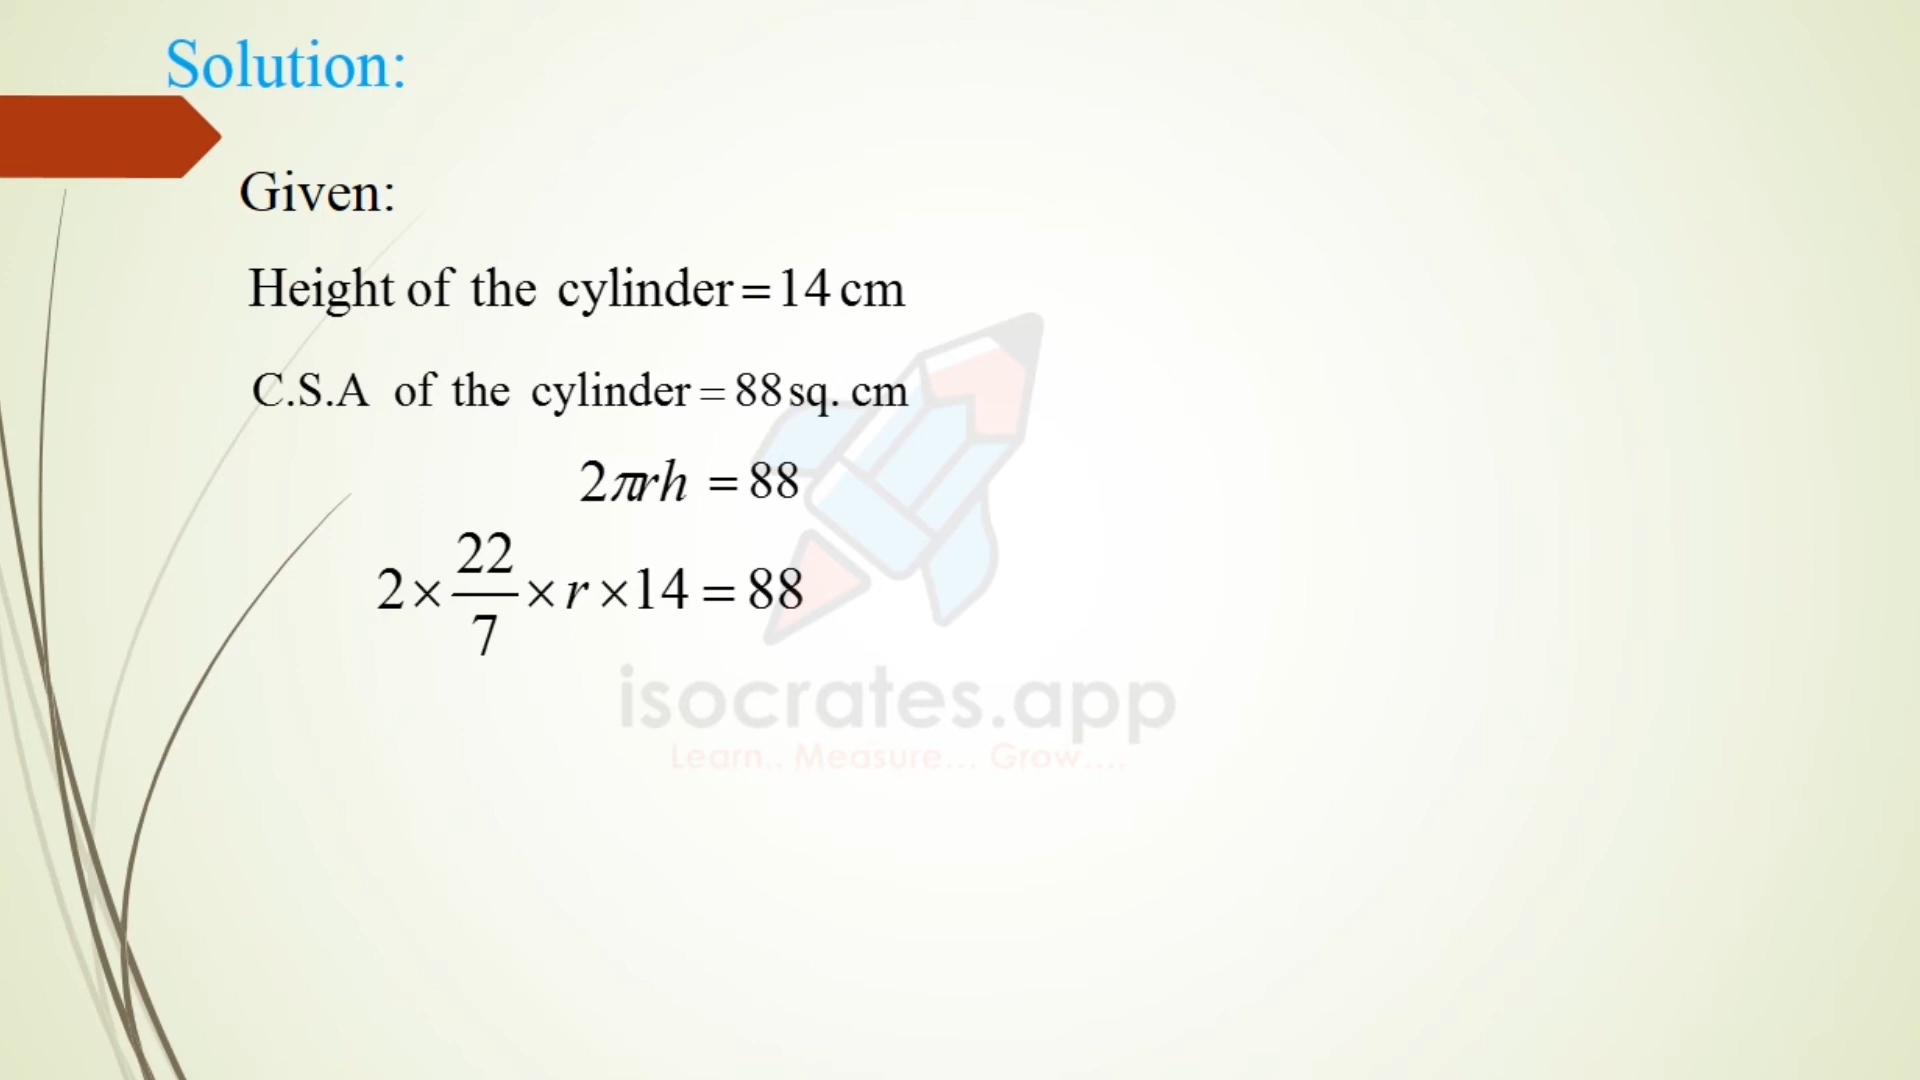 Solution:
Given:
Height of the cylinder = 14 cm
C.S.A of the cylinder = 88 sq. cm
2πrh = 88
2 × 22/7 × r × 14 = 88
isocrates.app
Learn.. Measure... Grow....